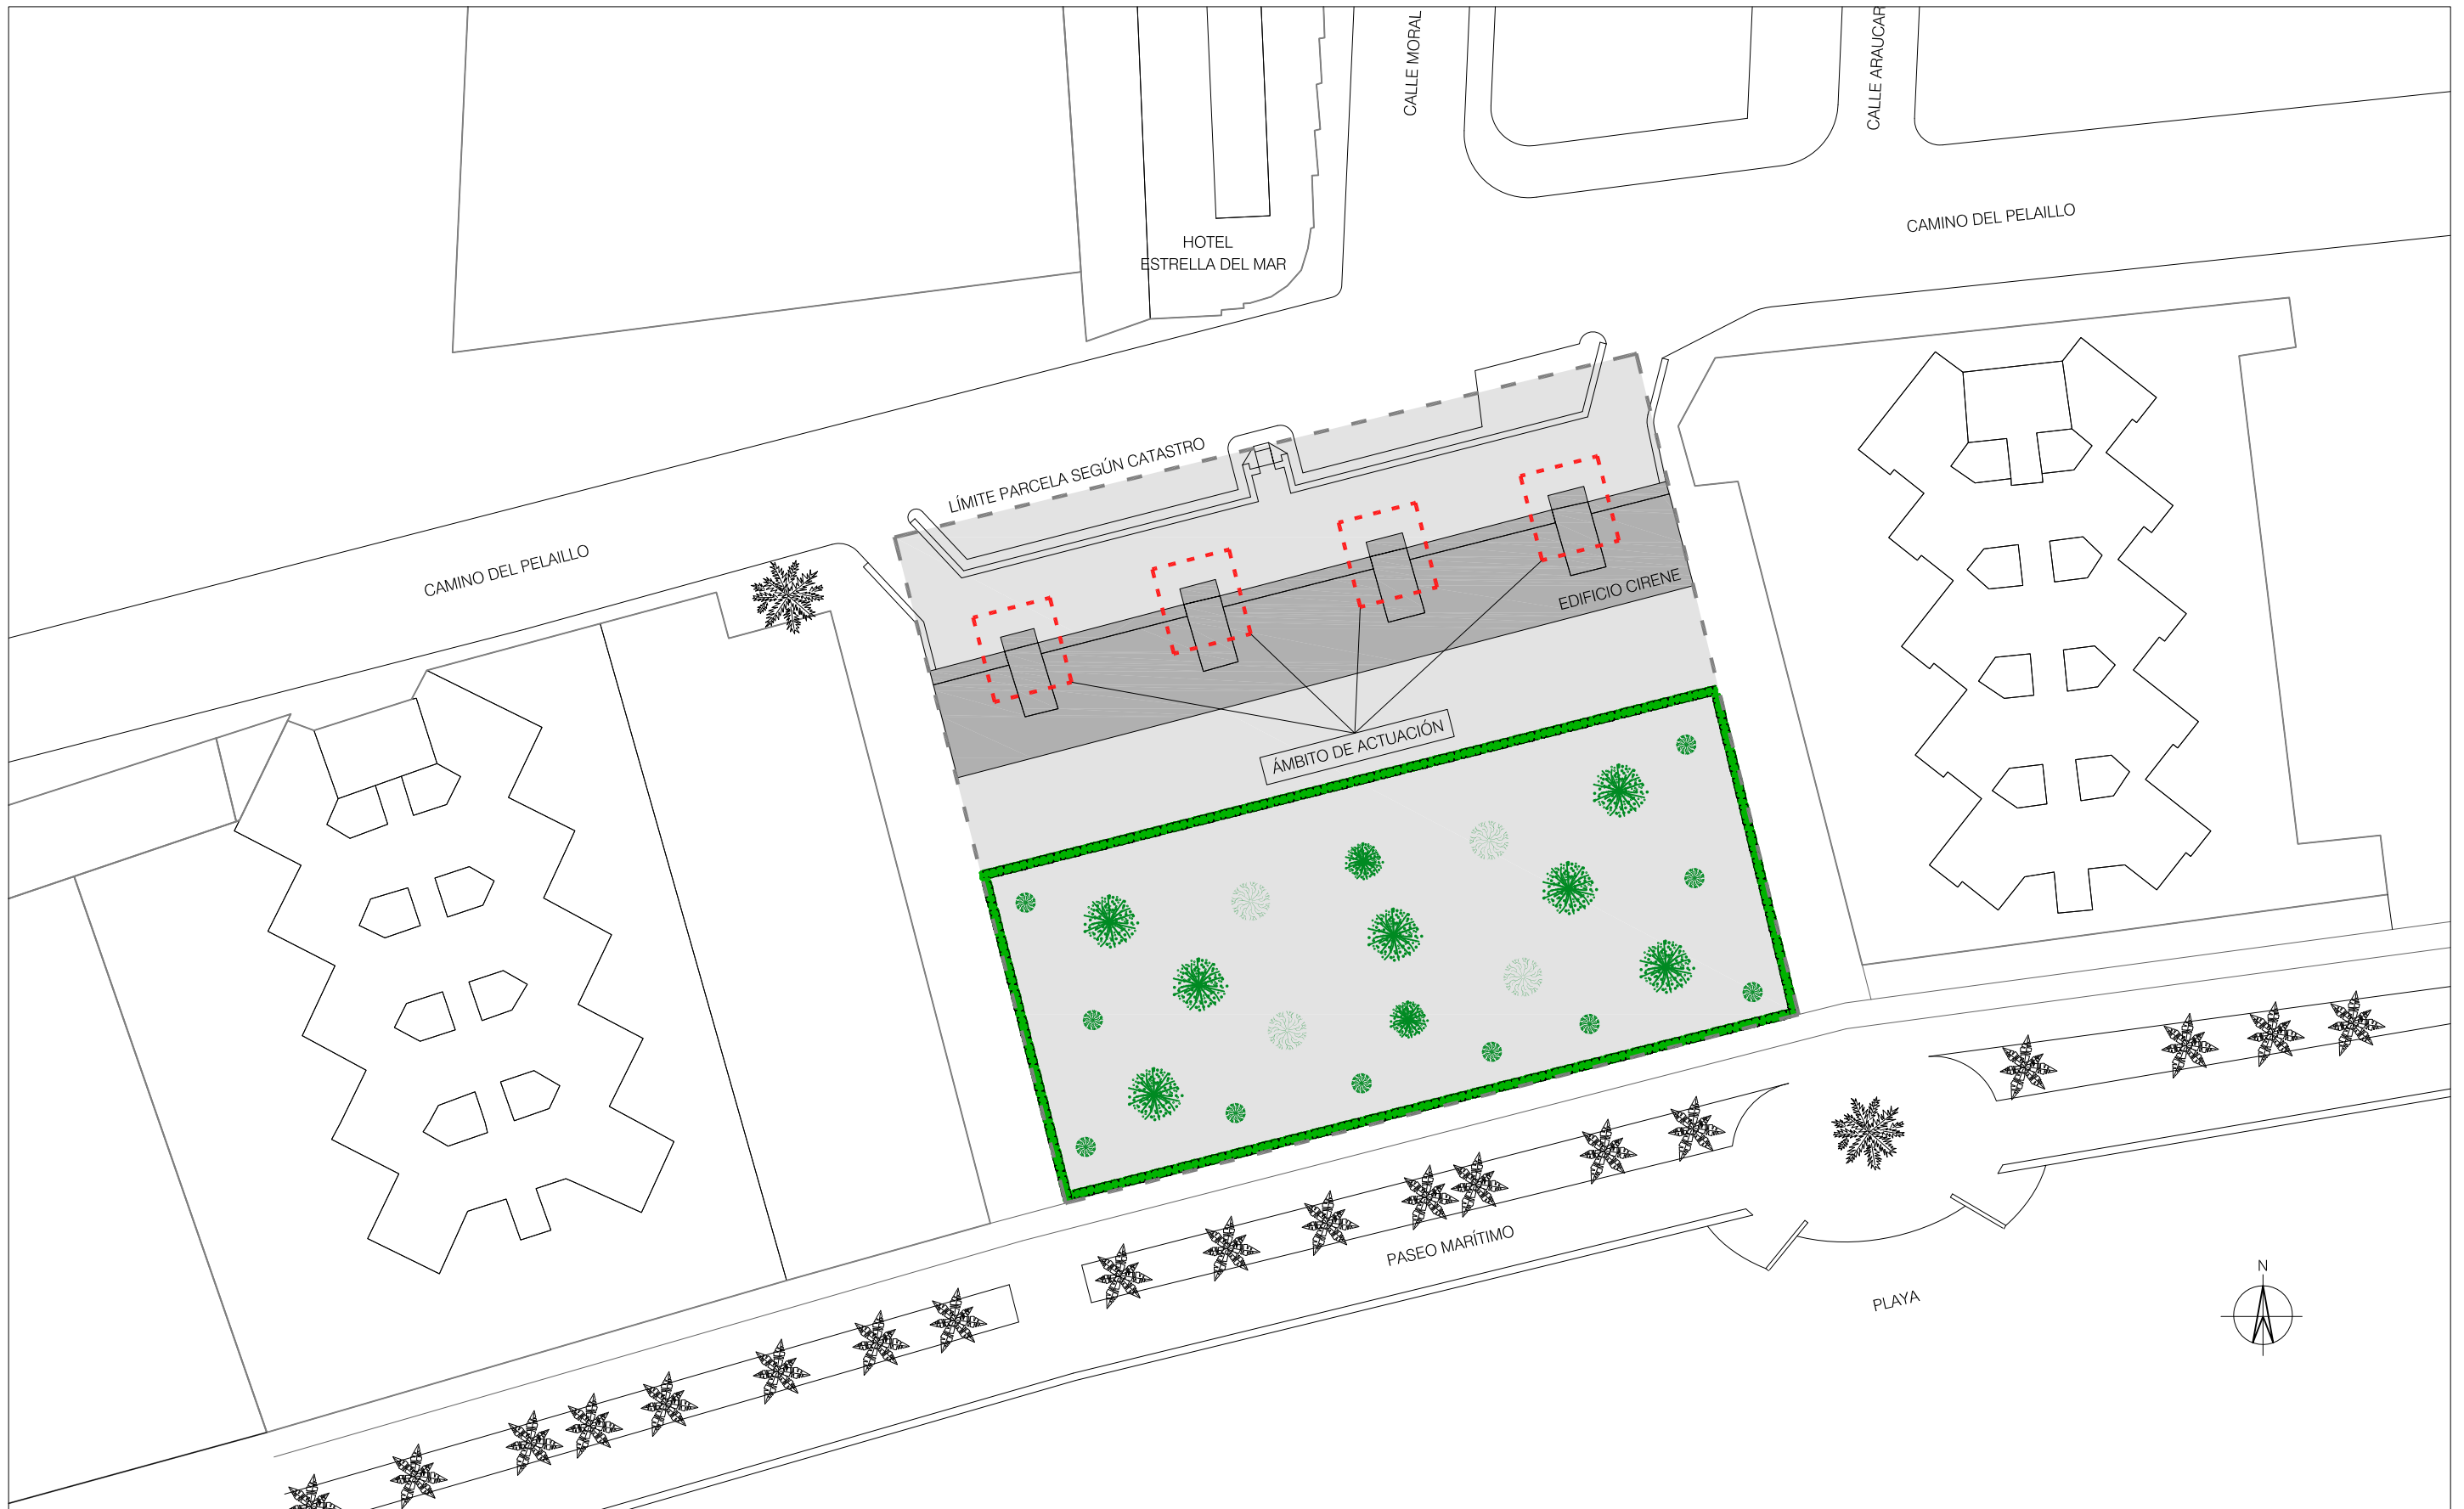 CALLE MORAL
CALLE ARAUCAR
CAMINO DEL PELAILLO
HOTEL
ESTRELLA DEL MAR
LÍMITE PARCELA SEGÚN CATASTRO
CAMINO DEL PELAILLO
EDIFICIO CIRENE
ÁMBITO DE ACTUACIÓN
PASEO MARÍTIMO
PLAYA
N